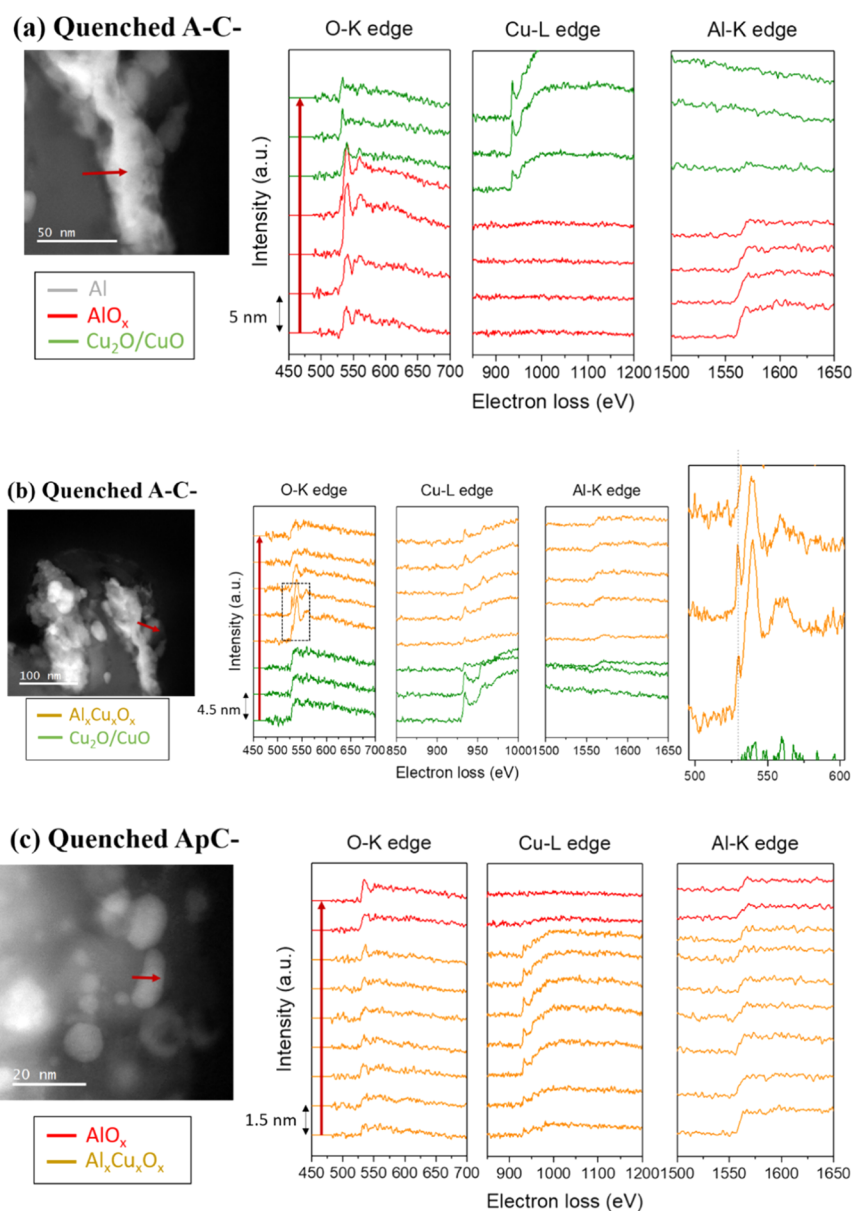 (a) Quenched A-C-
O-K edge
Cu-L edge
Al-K edge
50 nm
Al
AlOx
Cu2O/CuO
Intensity (a.u.)
5 nm
450 500 550 600 650 700
900 1000 1100 1200
1500 1550 1600 1650
Electron loss (eV)
(b) Quenched A-C-
O-K edge
Cu-L edge
Al-K edge
100 nm
AlxCuxOx
Cu2O/CuO
Intensity (a.u.)
4.5 nm
450 500 550 600 650 700
850 900 950 1000
1500 1550 1600 1650
500 550 600
Electron loss (eV)
(c) Quenched ApC-
O-K edge
Cu-L edge
Al-K edge
20 nm
AlOx
AlxCuxOx
Intensity (a.u.)
1.5 nm
450 500 550 600 650 700
900 1000 1100 1200
1500 1550 1600 1650
Electron loss (eV)